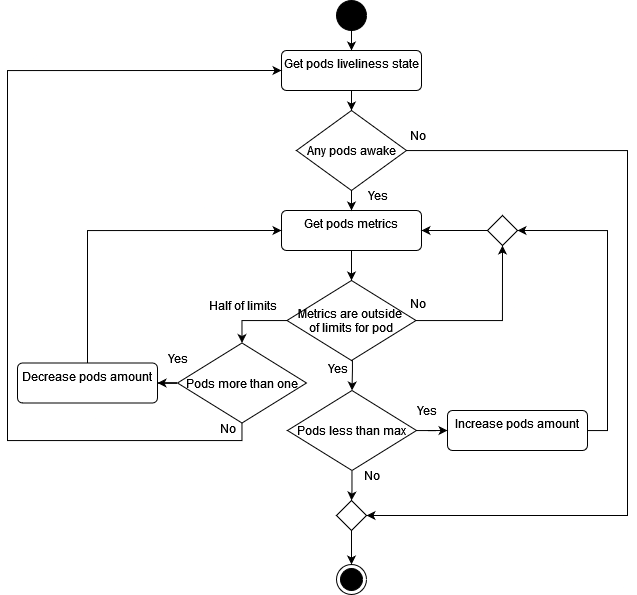 Get pods liveliness state
Any pods awake
No
Yes
Get pods metrics
Half of limits
Metrics are outside
of limits for pod
No
Yes
Decrease pods amount
Yes
Pods more than one
No
Pods less than max
Yes
Increase pods amount
No